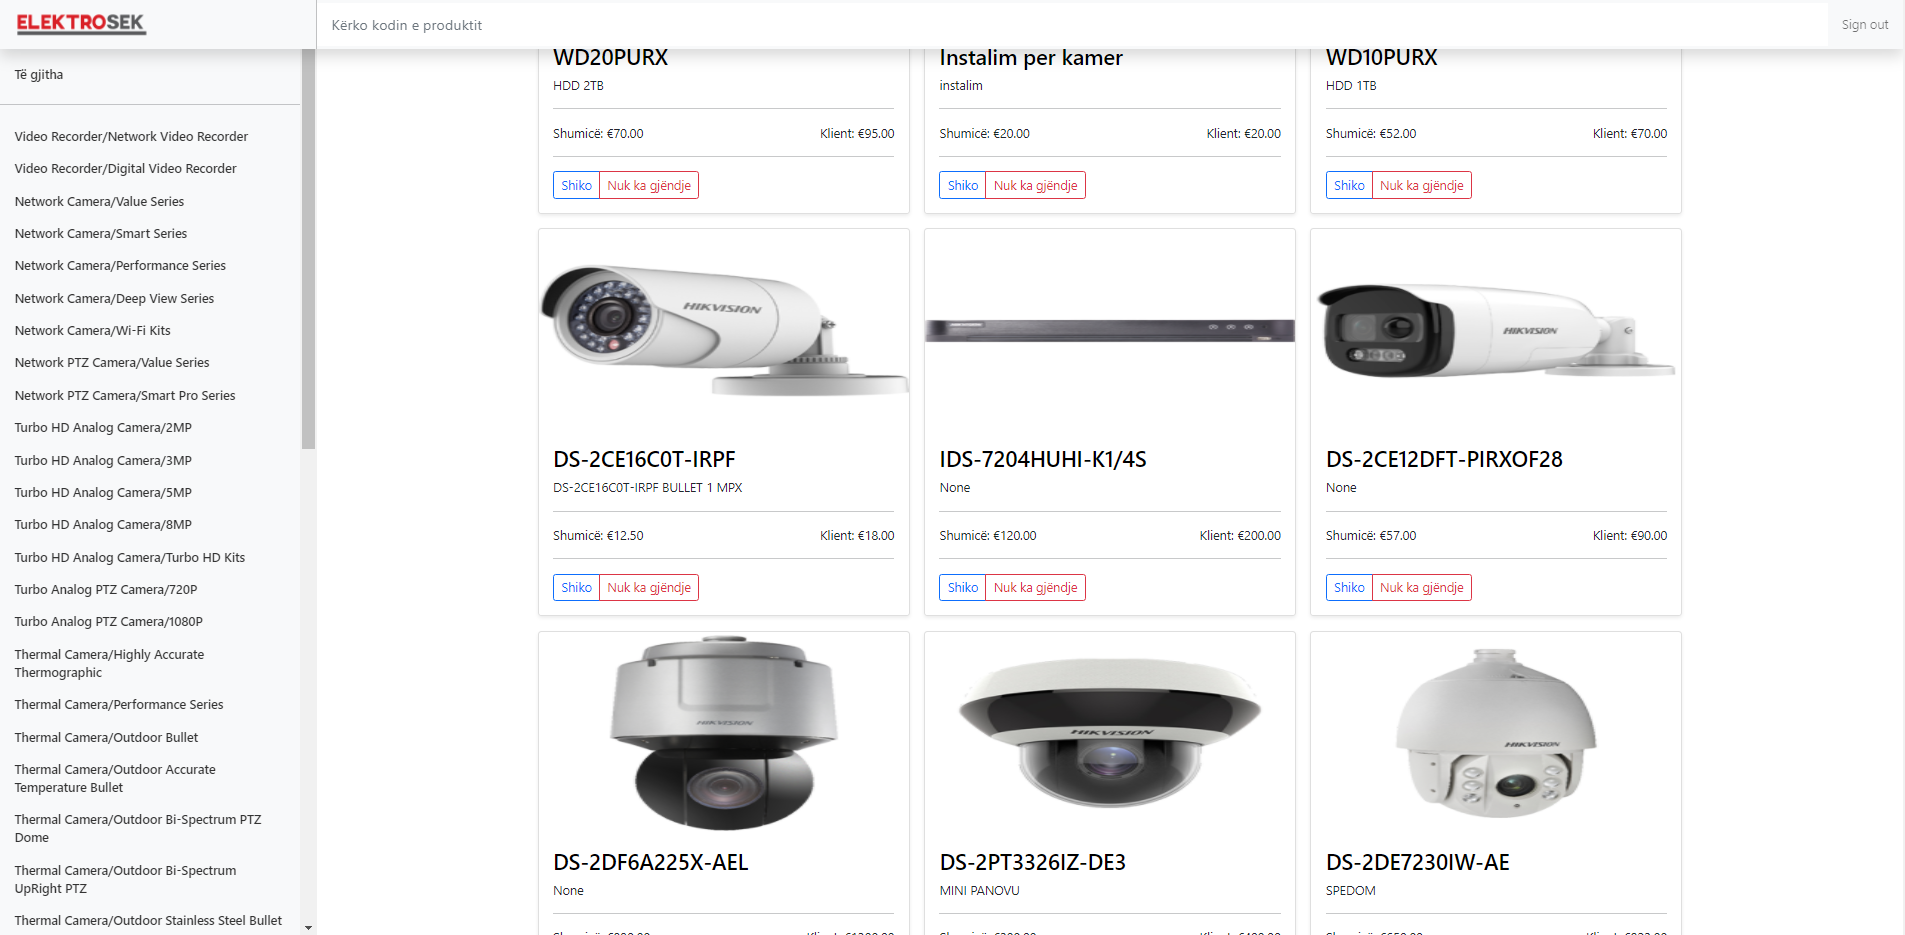 ELEKTROSEK
Kërko kodin e produktit
Sign out
Të gjitha
Video Recorder/Network Video Recorder
Video Recorder/Digital Video Recorder
Network Camera/Value Series
Network Camera/Smart Series
Network Camera/Performance Series
Network Camera/Deep View Series
Network Camera/Wi-Fi Kits
Network PTZ Camera/Value Series
Network PTZ Camera/Smart Pro Series
Turbo HD Analog Camera/2MP
Turbo HD Analog Camera/3MP
Turbo HD Analog Camera/5MP
Turbo HD Analog Camera/8MP
Turbo HD Analog Camera/Turbo HD Kits
Turbo Analog PTZ Camera/720P
Turbo Analog PTZ Camera/1080P
Thermal Camera/Highly Accurate
Thermographic
Thermal Camera/Performance Series
Thermal Camera/Outdoor Bullet
Thermal Camera/Outdoor Accurate
Temperature Bullet
Thermal Camera/Outdoor Bi-Spectrum PTZ
Dome
Thermal Camera/Outdoor Bi-Spectrum
UpRight PTZ
Thermal Camera/Outdoor Stainless Steel Bullet
WD20PURX
HDD 2TB
Shumicë: €70.00 Klient: €95.00
Shiko Nuk ka gjëndje
Instalim per kamer
instalim
Shumicë: €20.00 Klient: €20.00
Shiko Nuk ka gjëndje
WD10PURX
HDD 1TB
Shumicë: €52.00 Klient: €70.00
Shiko Nuk ka gjëndje
HIKVISION
DS-2CE16C0T-IRPF
DS-2CE16C0T-IRPF BULLET 1 MPX
Shumicë: €12.50 Klient: €18.00
Shiko Nuk ka gjëndje
IDS-7204HUHI-K1/4S
None
Shumicë: €120.00 Klient: €200.00
Shiko Nuk ka gjëndje
HIKVISION
DS-2CE12DFT-PIRXOF28
None
Shumicë: €57.00 Klient: €90.00
Shiko Nuk ka gjëndje
HIKVISION
DS-2DF6A225X-AEL
None
HIKVISION
DS-2PT3326IZ-DE3
MINI PANOVU
HIKVISION
DS-2DE7230IW-AE
SPEDOM